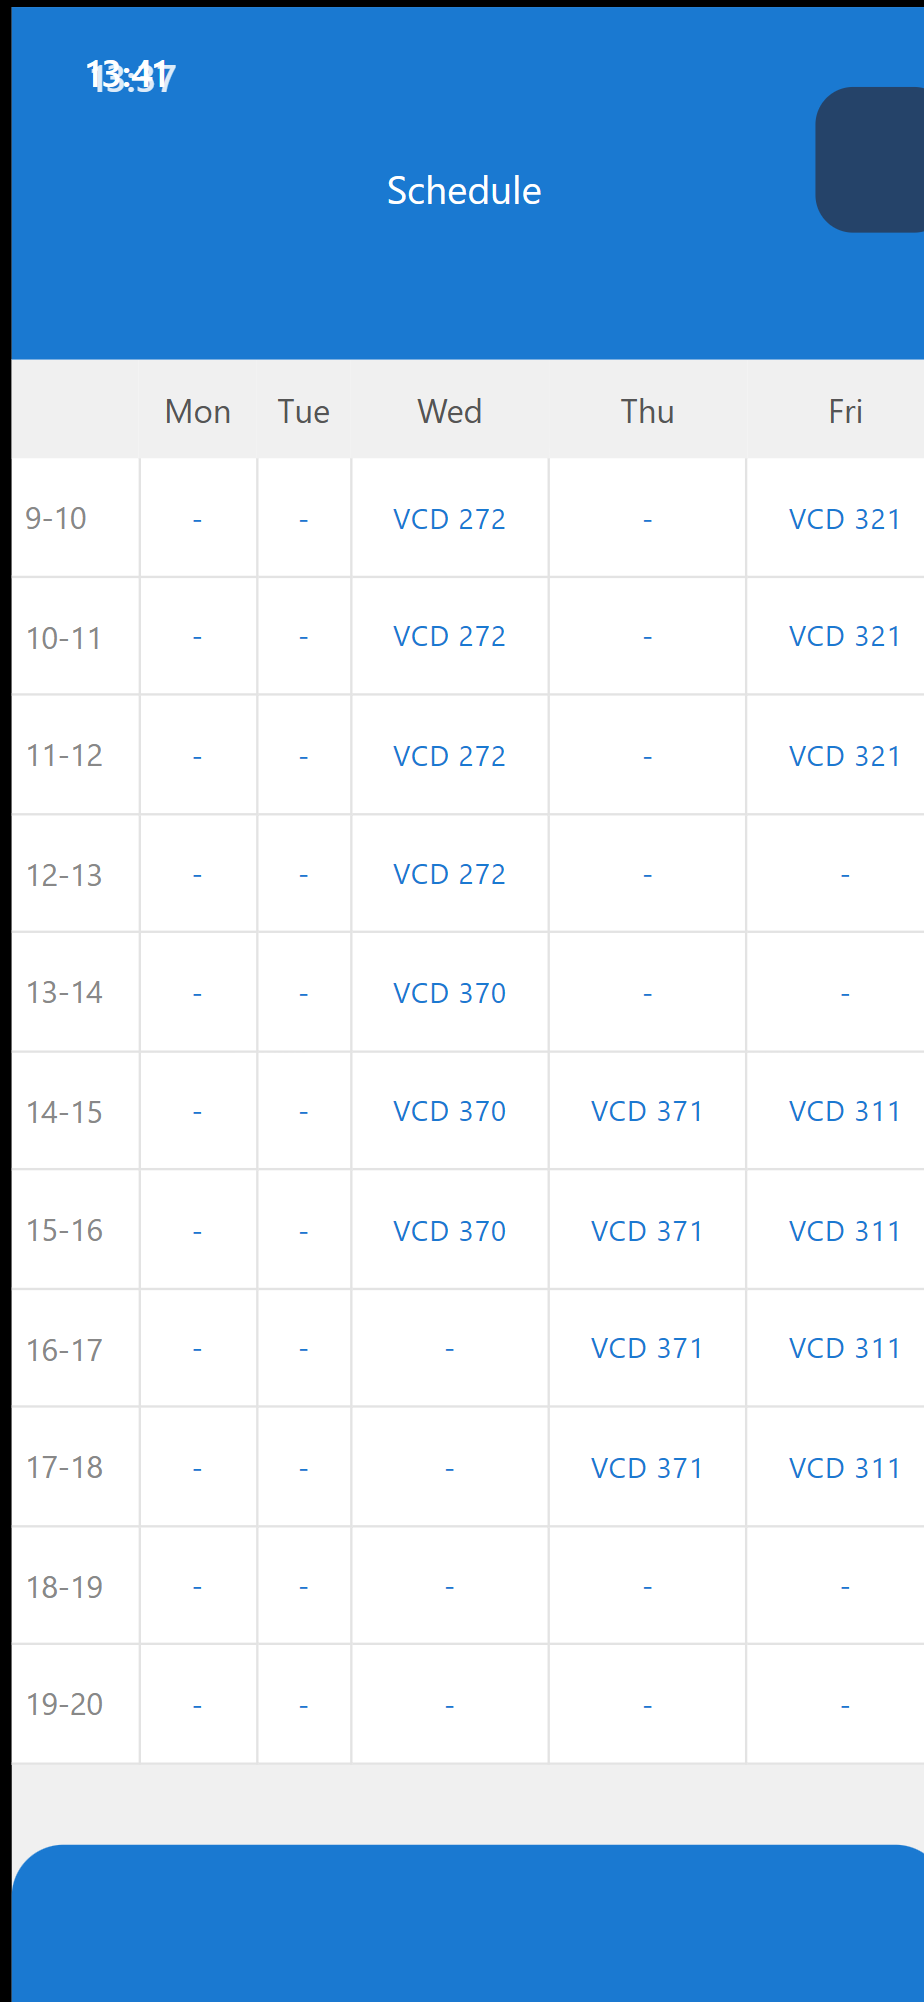 13:41
13:37
Schedule
Mon Tue Wed Thu Fri
9-10 - - VCD 272 - VCD 321
10-11 - - VCD 272 - VCD 321
11-12 - - VCD 272 - VCD 321
12-13 - - VCD 272 - -
13-14 - - VCD 370 - -
14-15 - - VCD 370 VCD 371 VCD 311
15-16 - - VCD 370 VCD 371 VCD 311
16-17 - - - VCD 371 VCD 311
17-18 - - - VCD 371 VCD 311
18-19 - - - - -
19-20 - - - - -